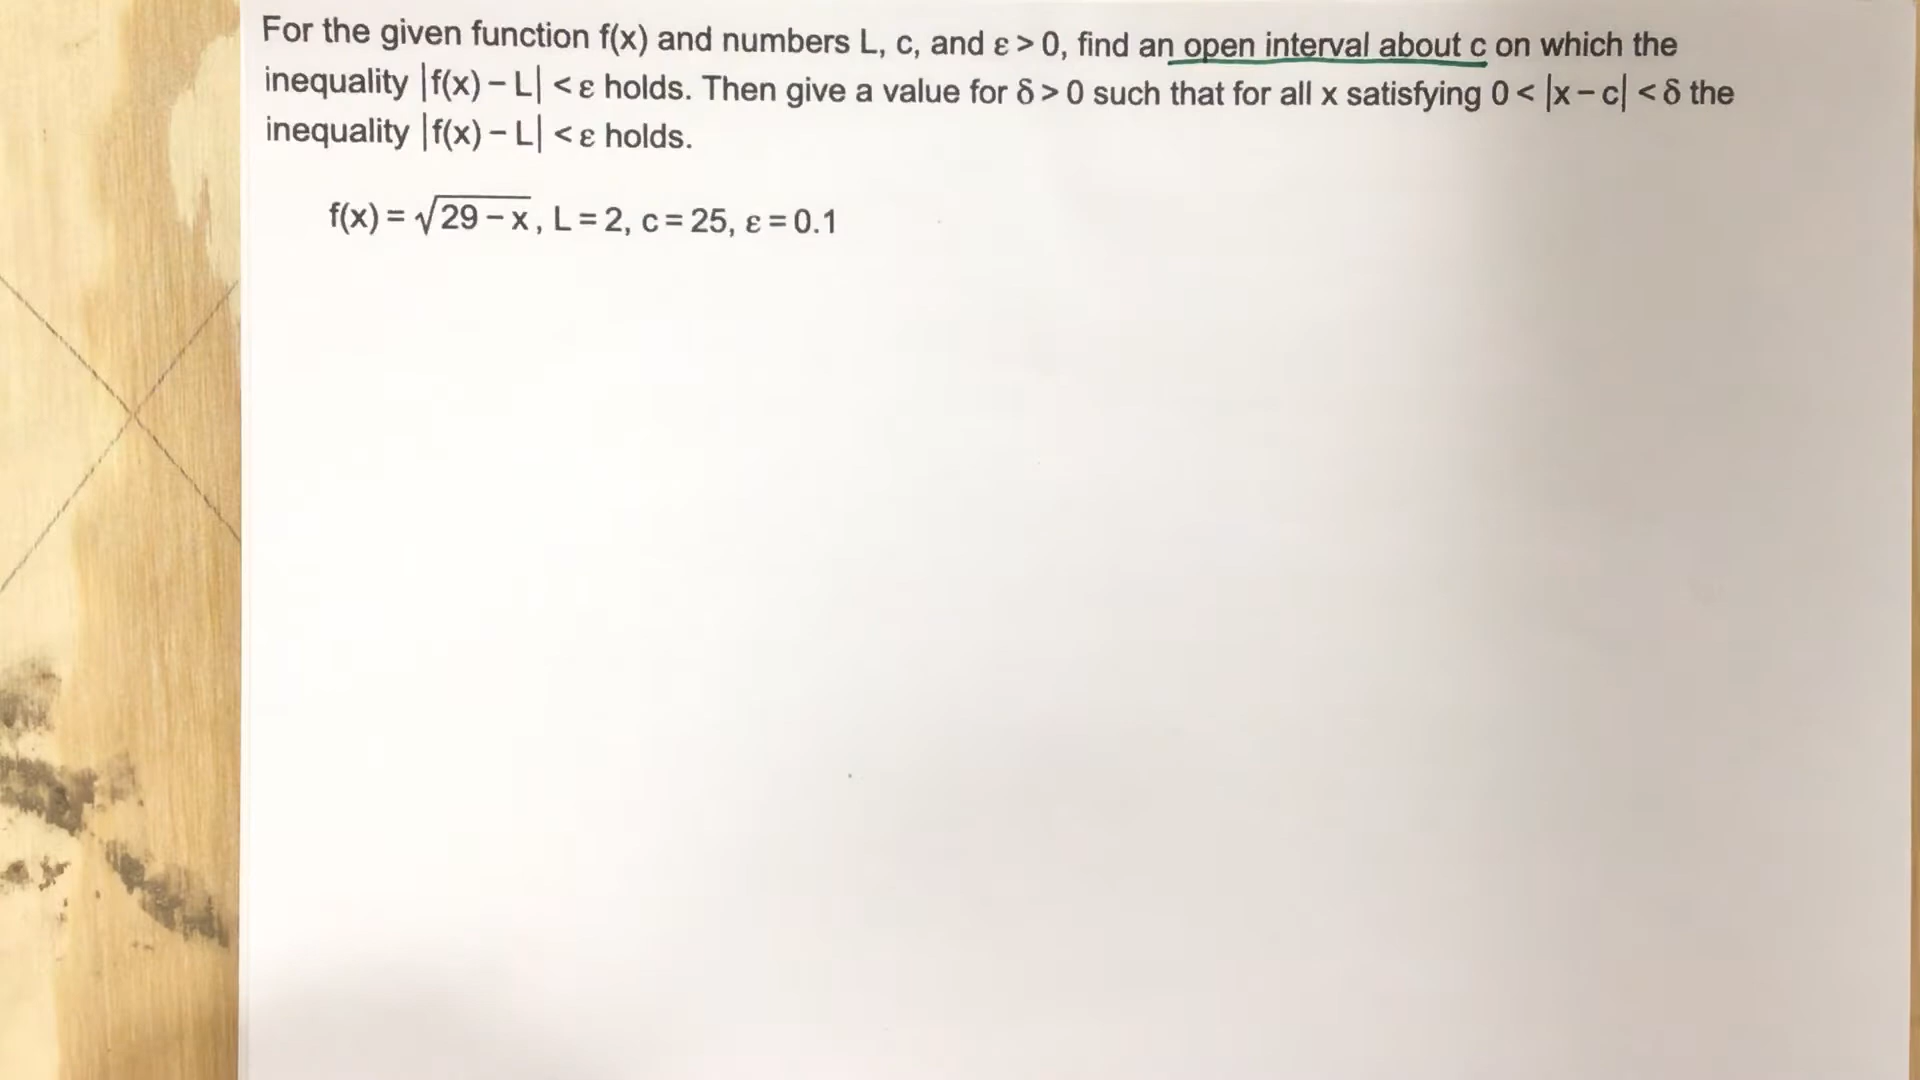 For the given function f(x) and numbers L, c, and ε > 0, find an open interval about c on which the
inequality |f(x) − L| < ε holds. Then give a value for δ > 0 such that for all x satisfying 0 < |x − c| < δ the
inequality |f(x) − L| < ε holds.
f(x) = √29 − x, L = 2, c = 25, ε = 0.1